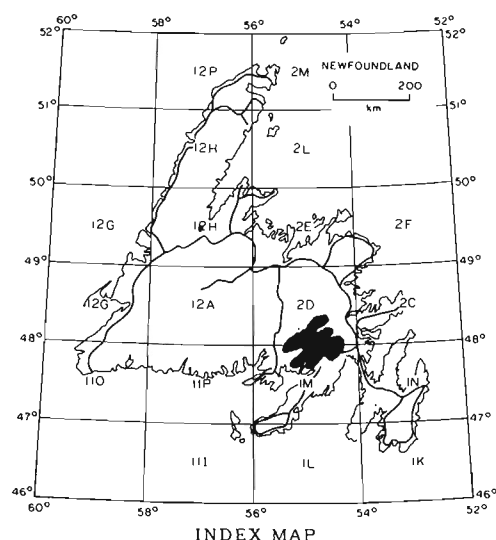 60° 58° 56° 54° 52°
52° 52°
12P 2M
NEWFOUNDLAND
0 200
km
51° 51°
12H 2L
50° 50°
12G 12H 2E 2F
49° 49°
12G 12A 2D 2C
48° 48°
11O 11P 1M 1N
47° 47°
11I 1L 1K
46° 46°
60° 58° 56° 54° 52°
INDEX MAP